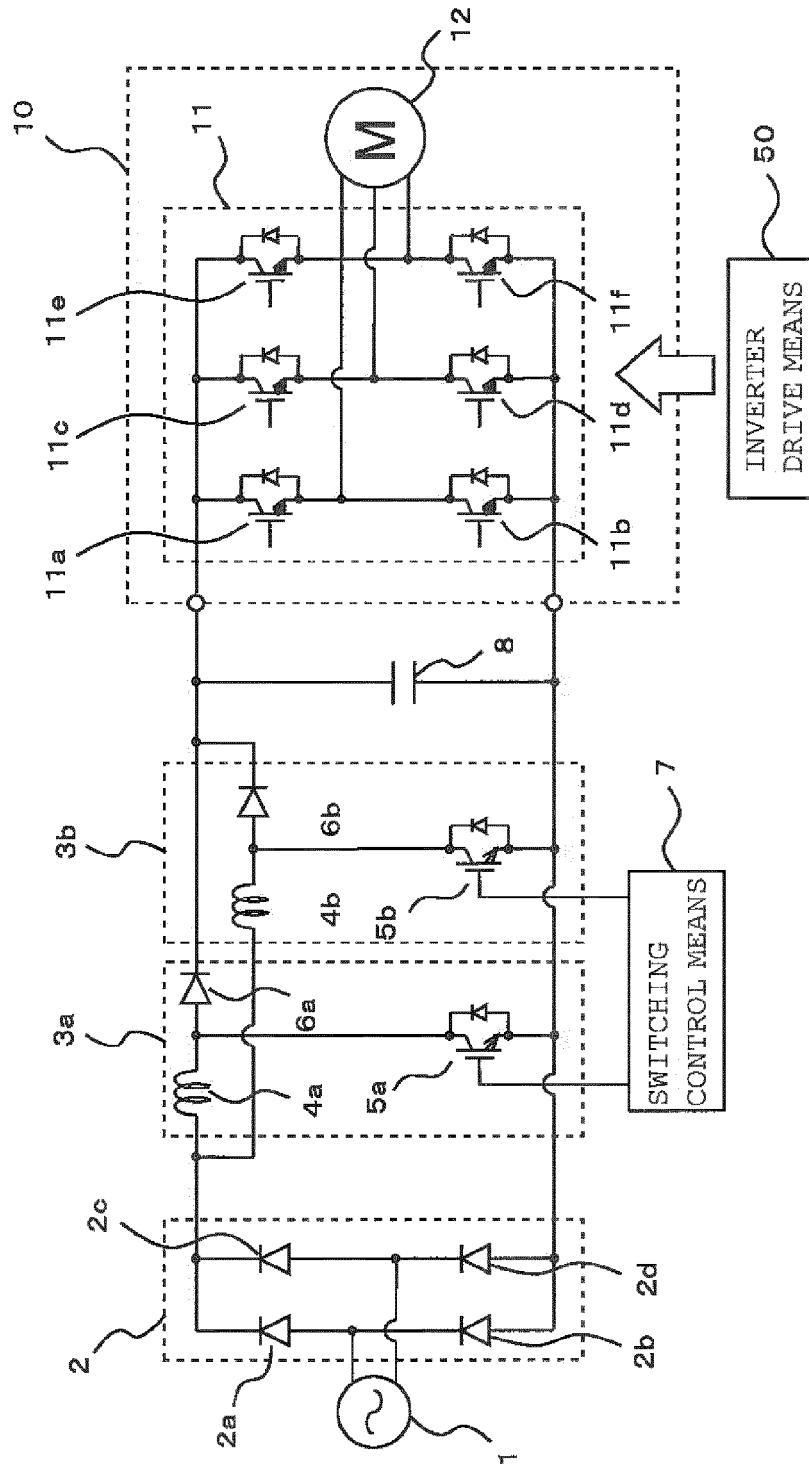 10
12
11
11e
11c
11a
M
11f
11d
11b
50
INVERTER
DRIVE MEANS
8
3b
6b
4b
5b
7
SWITCHING
CONTROL MEANS
3a
6a
4a
5a
2
2c
2a
2d
2b
1